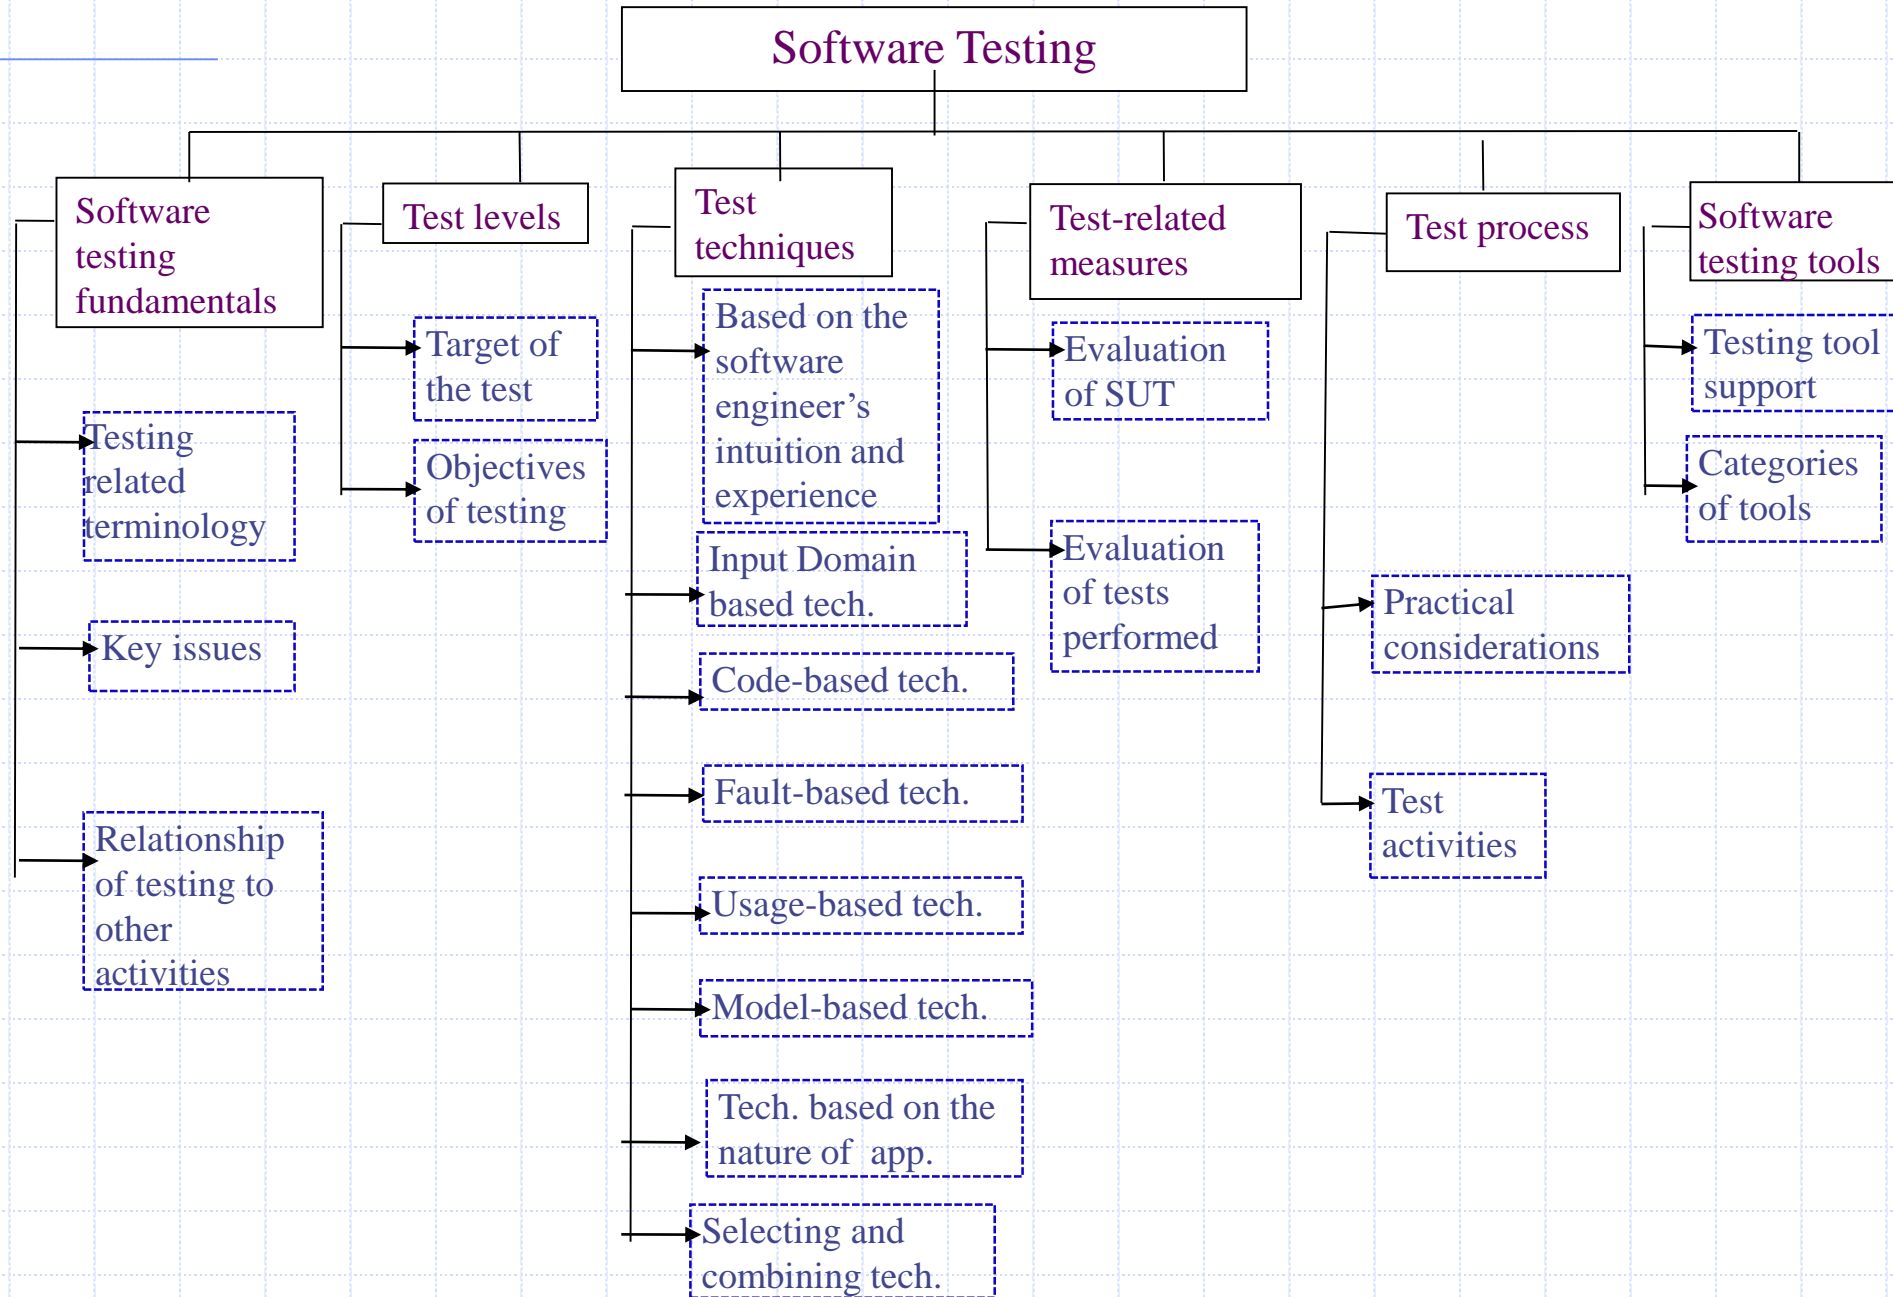 Software Testing
Software
testing
fundamentals
Testing
related
terminology
Key issues
Relationship
of testing to
other
activities
Test levels
Target of
the test
Objectives
of testing
Test
techniques
Based on the
software
engineer’s
intuition and
experience
Input Domain
based tech.
Code-based tech.
Fault-based tech.
Usage-based tech.
Model-based tech.
Tech. based on the
nature of  app.
Selecting and
combining tech.
Test-related
measures
Evaluation
of SUT
Evaluation
of tests
performed
Test process
Practical
considerations
Test
activities
Software
testing tools
Testing tool
support
Categories
of tools